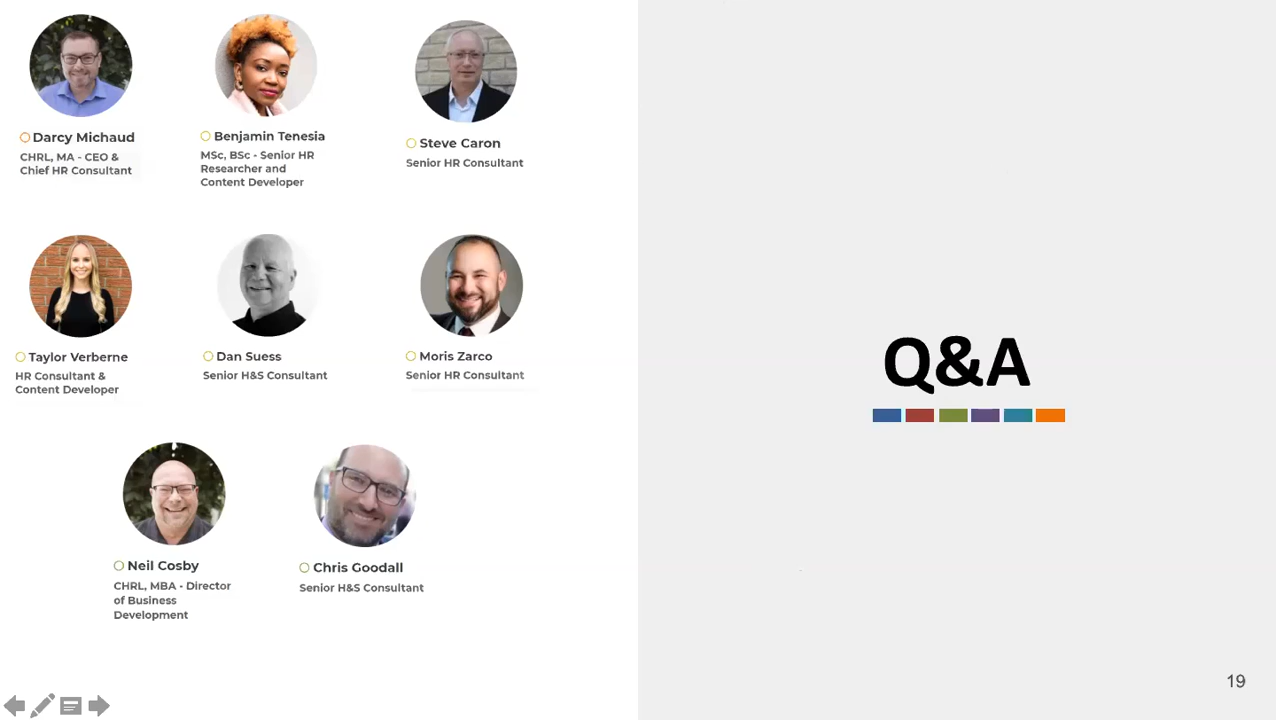 Darcy Michaud
CHRL, MA - CEO &
Chief HR Consultant
Benjamin Tenesia
MSc, BSc - Senior HR
Researcher and
Content Developer
Steve Caron
Senior HR Consultant
Taylor Verberne
HR Consultant &
Content Developer
Dan Suess
Senior H&S Consultant
Moris Zarco
Senior HR Consultant
Neil Cosby
CHRL, MBA - Director
of Business
Development
Chris Goodall
Senior H&S Consultant
Q&A
19